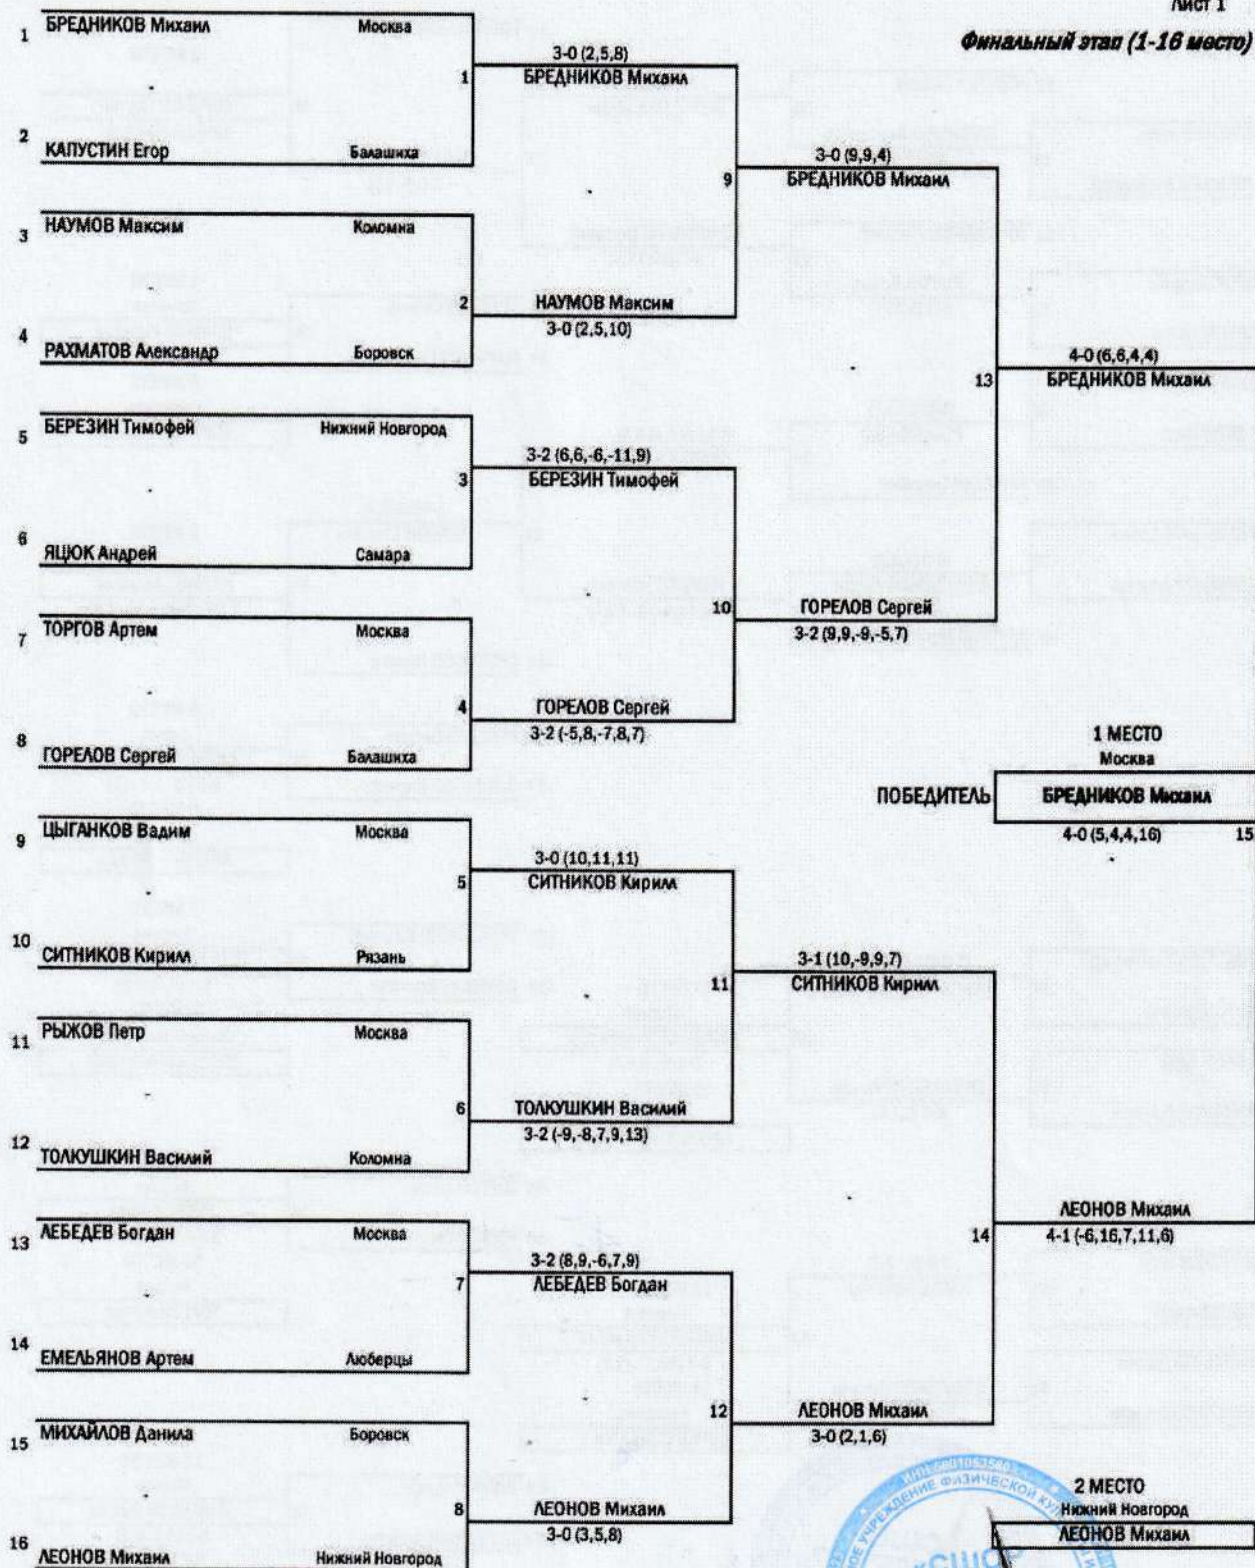 Лист 1
Финальный этап (1-16 место)
1 БРЕДНИКОВ Михаил Москва
3-0 (2,5,8)
1 БРЕДНИКОВ Михаил
2 КАПУСТИН Егор Балашиха
3-0 (9,9,4)
9 БРЕДНИКОВ Михаил
3 НАУМОВ Максим Коломна
2 НАУМОВ Максим
3-0 (2,5,10)
4 РАХМАТОВ Александр Боровск
4-0 (6,6,4,4)
13 БРЕДНИКОВ Михаил
5 БЕРЕЗИН Тимофей Нижний Новгород
3-2 (6,6,-6,-11,9)
3 БЕРЕЗИН Тимофей
6 ЯЦЮК Андрей Самара
10 ГОРЕЛОВ Сергей
3-2 (9,9,-9,-5,7)
7 ТОРГОВ Артем Москва
4 ГОРЕЛОВ Сергей
3-2 (-5,8,-7,8,7)
8 ГОРЕЛОВ Сергей Балашиха
1 МЕСТО
Москва
ПОБЕДИТЕЛЬ БРЕДНИКОВ Михаил
4-0 (5,4,4,16) 15
9 ЦЫГАНКОВ Вадим Москва
3-0 (10,11,11)
5 СИТНИКОВ Кирилл
10 СИТНИКОВ Кирилл Рязань
3-1 (10,-9,9,7)
11 СИТНИКОВ Кирилл
11 РЫЖОВ Петр Москва
6 ТОЛКУШКИН Василий
3-2 (-9,-8,7,9,13)
12 ТОЛКУШКИН Василий Коломна
14 ЛЕОНОВ Михаил
4-1 (-6,16,7,11,6)
13 ЛЕБЕДЕВ Богдан Москва
3-2 (8,9,-6,7,9)
7 ЛЕБЕДЕВ Богдан
14 ЕМЕЛЬЯНОВ Артем Люберцы
12 ЛЕОНОВ Михаил
3-0 (2,1,6)
15 МИХАЙЛОВ Данила Боровск
8 ЛЕОНОВ Михаил
3-0 (3,5,8)
16 ЛЕОНОВ Михаил Нижний Новгород
2 МЕСТО
Нижний Новгород
ЛЕОНОВ Михаил
УЧРЕЖДЕНИЕ ФИЗИЧЕСКОЙ